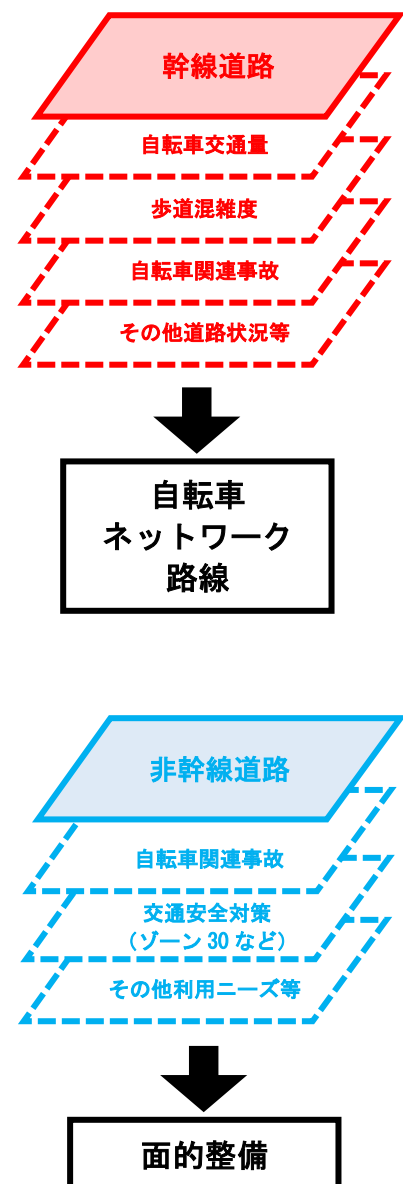 幹線道路
自転車交通量
歩道混雑度
自転車関連事故
その他道路状況等
自転車
ネットワーク
路線
非幹線道路
自転車関連事故
交通安全対策
（ゾーン 30 など）
その他利用ニーズ等
面的整備